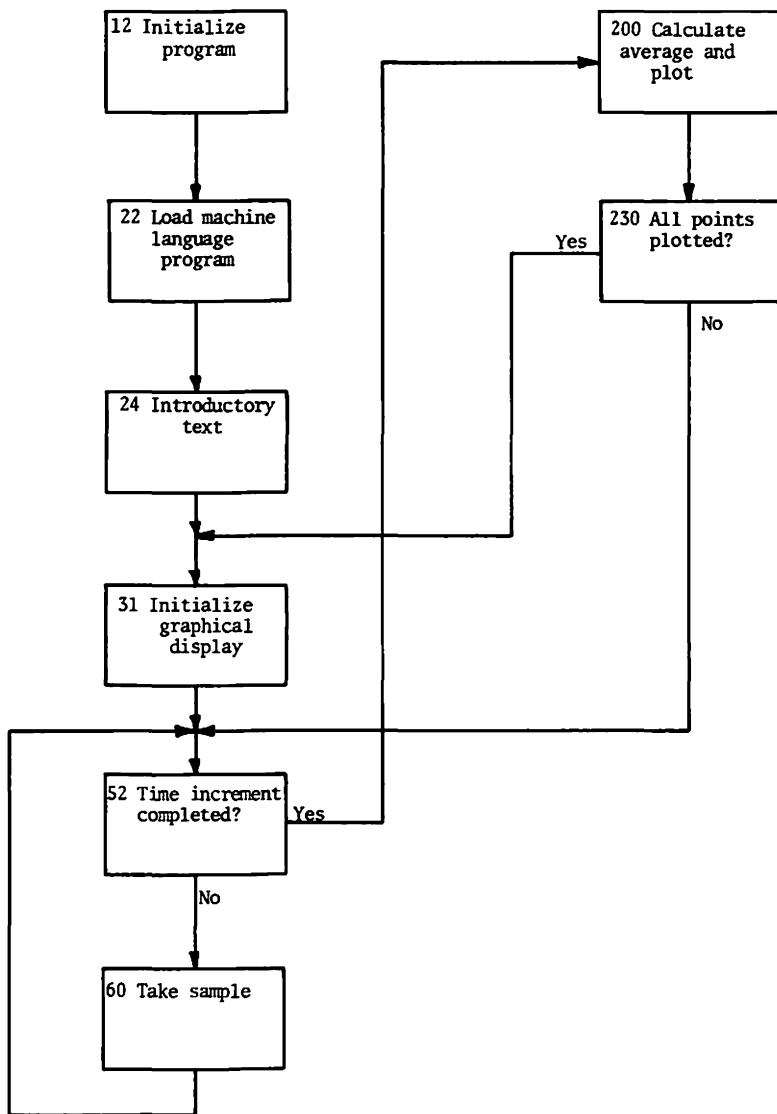 12 Initialize
program
22 Load machine
language
program
24 Introductory
text
31 Initialize
graphical
display
52 Time increment
completed?
Yes
No
60 Take sample
200 Calculate
average and
plot
230 All points
plotted?
Yes
No